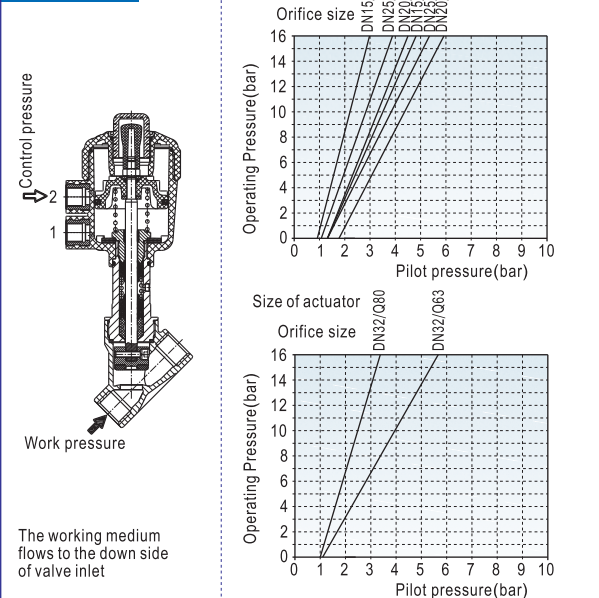 Control pressure
2
1
Work pressure
The working medium
flows to the down side
of valve inlet
Orifice size
DN15
DN25
DN20
DN15
DN25
DN20
Operating Pressure(bar)
16
14
12
10
8
6
4
2
0
0 1 2 3 4 5 6 7 8 9 10
Pilot pressure(bar)
Size of actuator
Orifice size
DN32/Q80
DN32/Q63
Operating Pressure(bar)
16
14
12
10
8
6
4
2
0
0 1 2 3 4 5 6 7 8 9 10
Pilot pressure(bar)